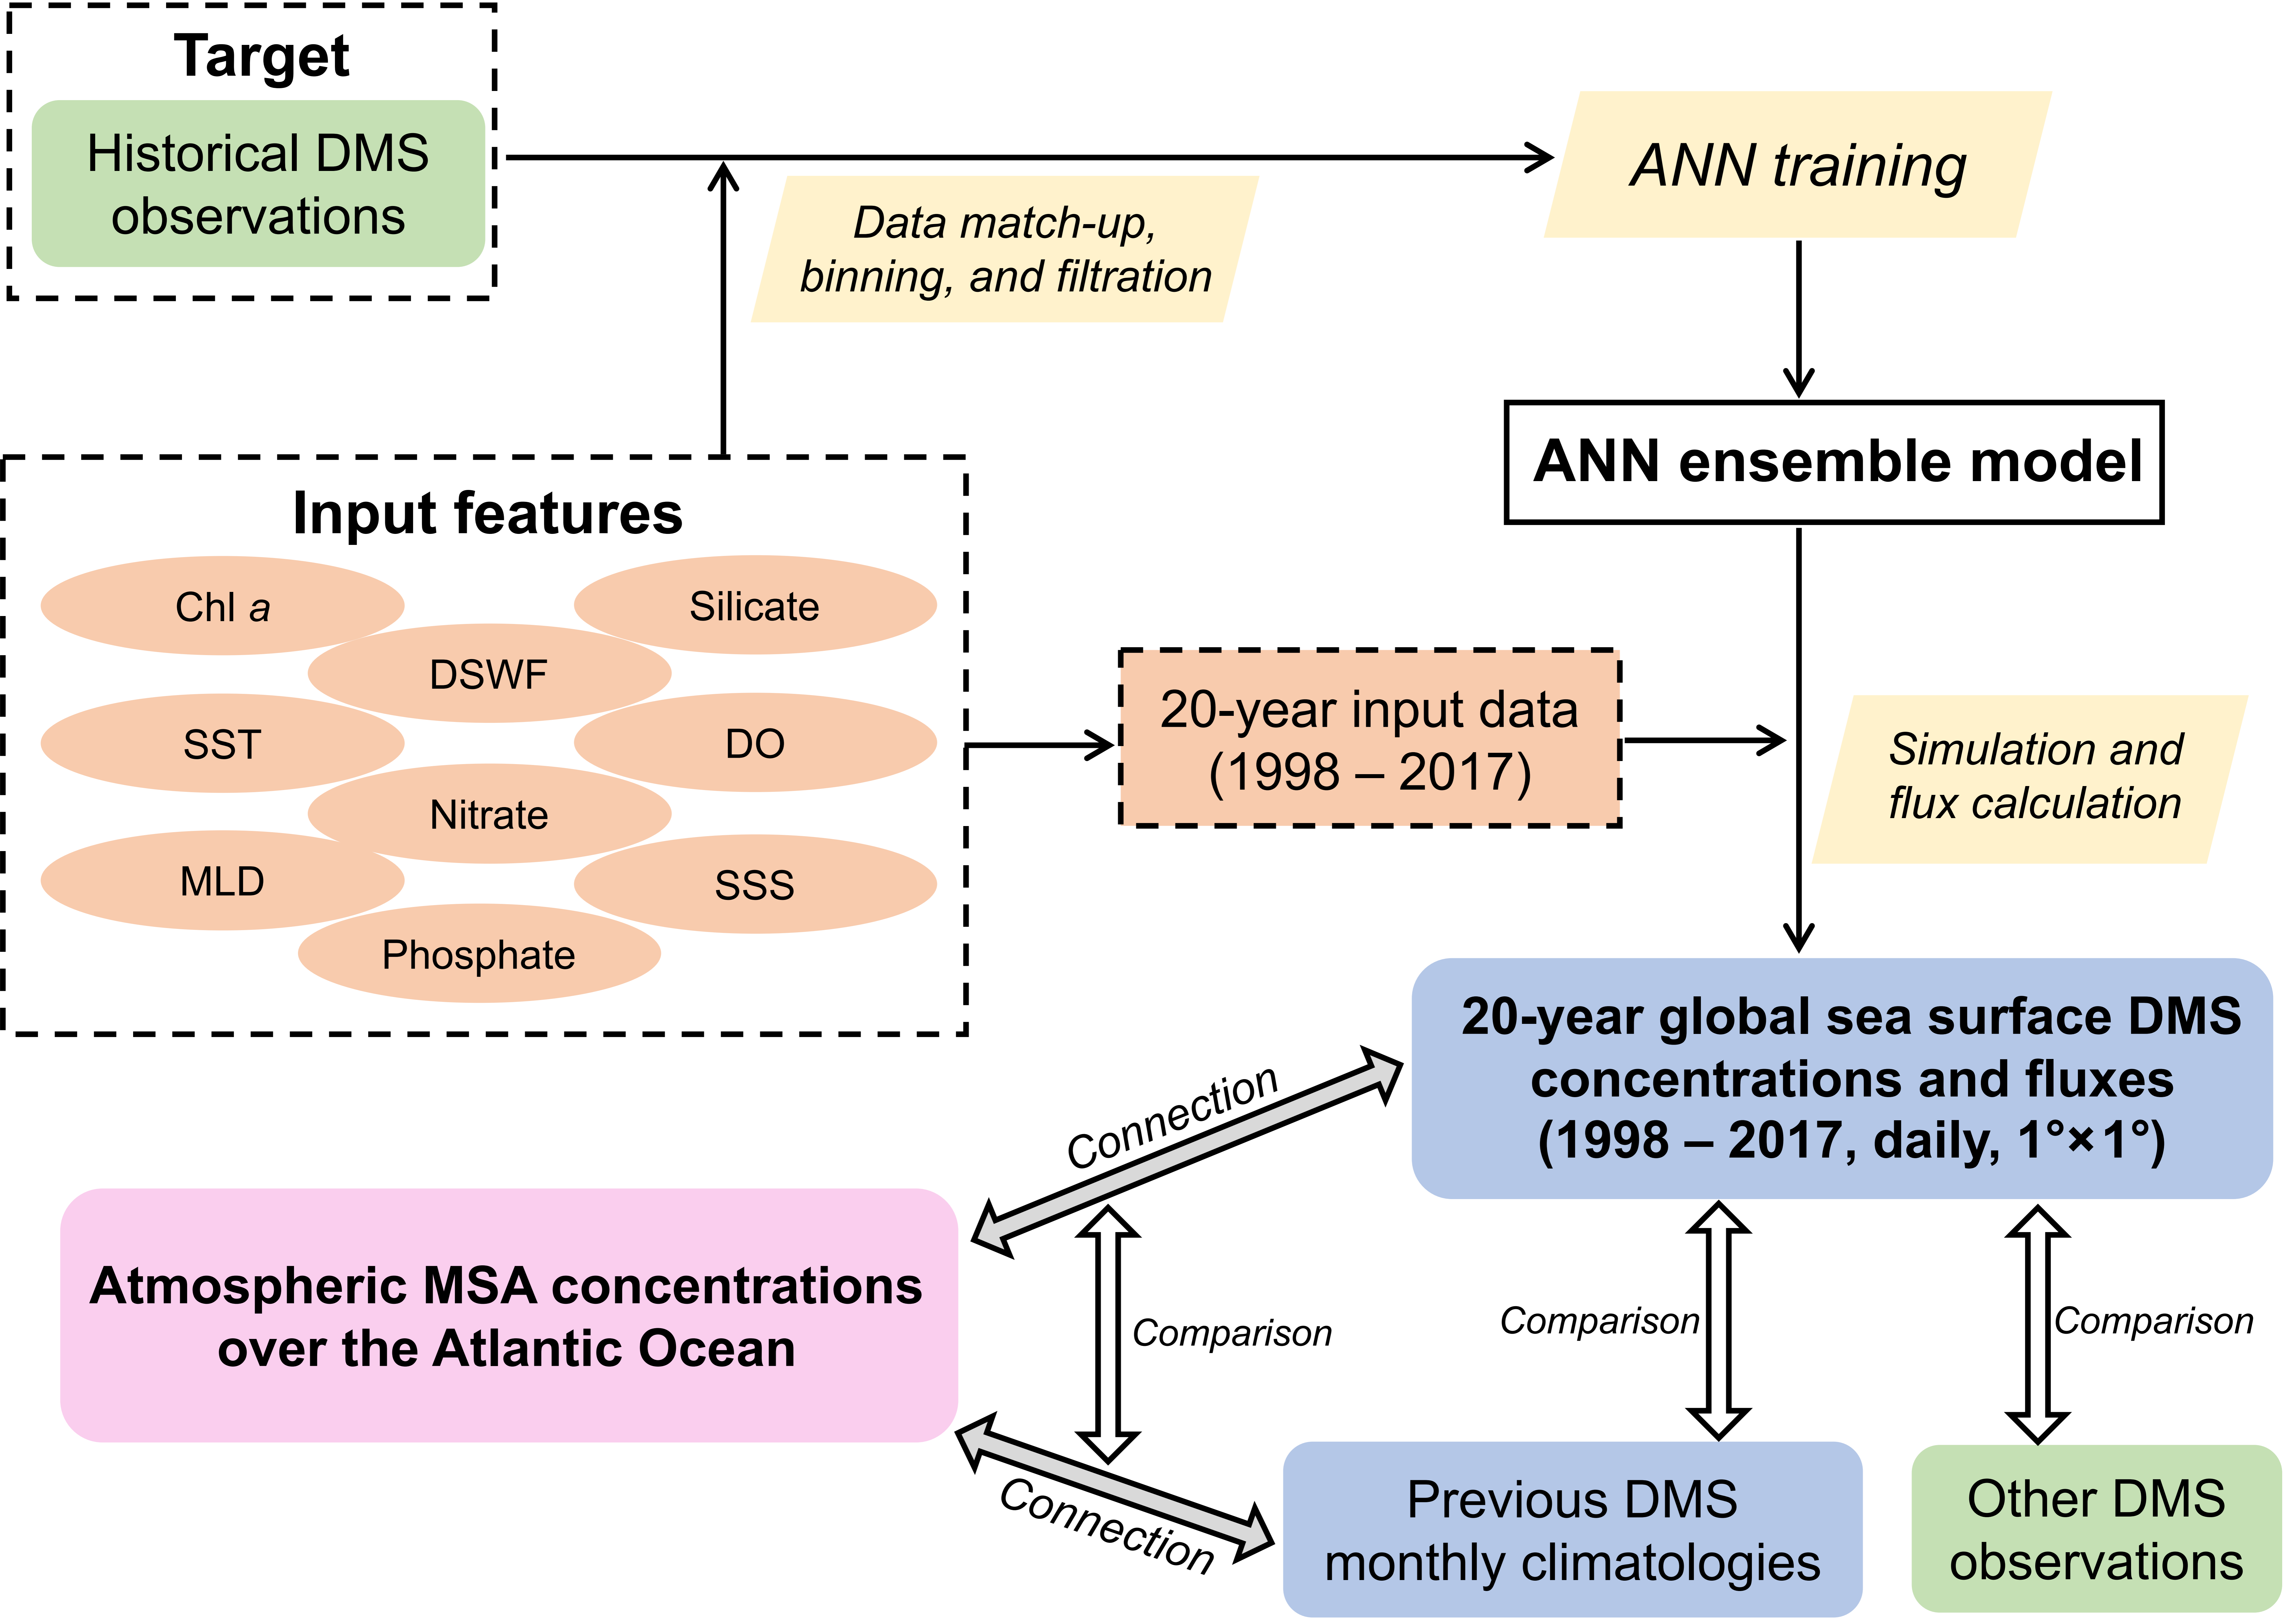 Target
Historical DMS
observations
Data match-up,
binning, and filtration
ANN training
ANN ensemble model
Input features
Chl a
Silicate
DSWF
SST
DO
Nitrate
MLD
SSS
Phosphate
20-year input data
(1998 – 2017)
Simulation and
flux calculation
20-year global sea surface DMS
concentrations and fluxes
(1998 – 2017, daily, 1°×1°)
Connection
Atmospheric MSA concentrations
over the Atlantic Ocean
Comparison
Comparison
Comparison
Connection
Previous DMS
monthly climatologies
Other DMS
observations